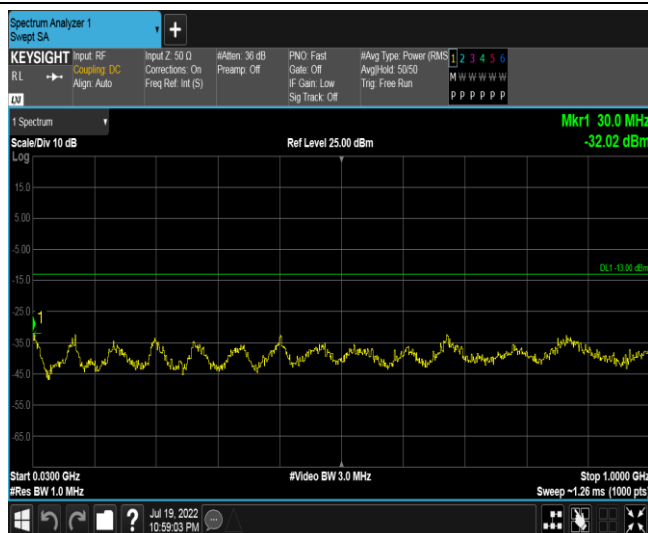 Spectrum Analyzer 1
Swept SA
+
KEYSIGHT
RL
Input: RF
Coupling: DC
Align: Auto
Input Z: 50 Ω
Corrections: On
Freq Ref: Int (S)
#Atten: 36 dB
Preamp: Off
PNO: Fast
Gate: Off
IF Gain: Low
Sig Track: Off
#Avg Type: Power (RMS
Avg|Hold: 50/50
Trig: Free Run
1 2 3 4 5 6
M W W W W W
P P P P P P
1 Spectrum
Mkr1 30.0 MHz
Scale/Div 10 dB
Ref Level 25.00 dBm
-32.02 dBm
Log
15.0
5.00
-5.00
DL1 -13.00 dBm
-15.0
-25.0
1
-35.0
-45.0
-55.0
-65.0
Start 0.0300 GHz
#Video BW 3.0 MHz
Stop 1.0000 GHz
#Res BW 1.0 MHz
Sweep ~1.26 ms (1000 pts)
?
Jul 19, 2022
10:59:03 PM